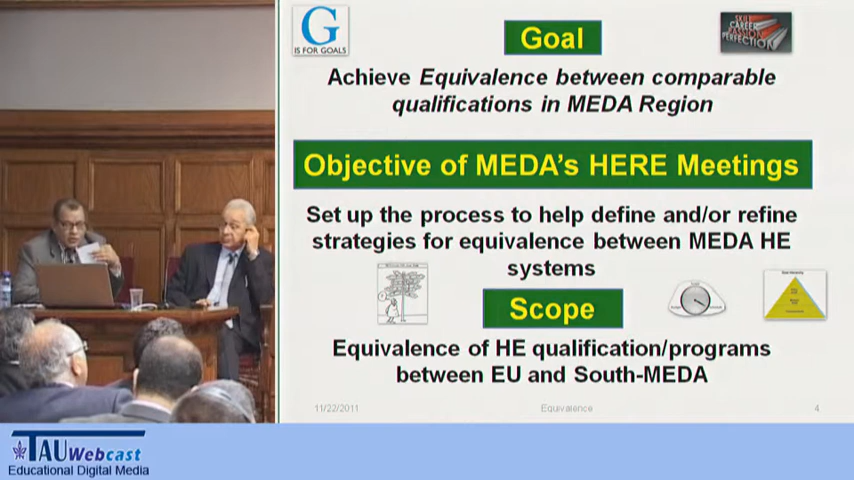 G
IS FOR GOALS
Goal
SKILL
CAREER
PASSION
PERFECTION
Achieve Equivalence between comparable
qualifications in MEDA Region
Objective of MEDA's HERE Meetings
Set up the process to help define and/or refine
strategies for equivalence between MEDA HE
systems
Scope
Equivalence of HE qualification/programs
between EU and South-MEDA
11/22/2011
Equivalence
4
TAU Webcast
Educational Digital Media